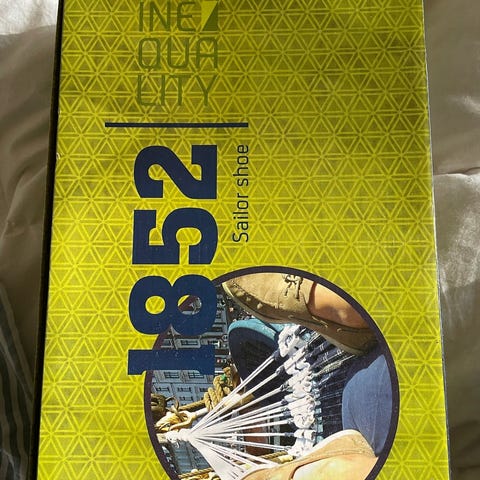 INE
QUA
LITY
1852
Sailor shoe